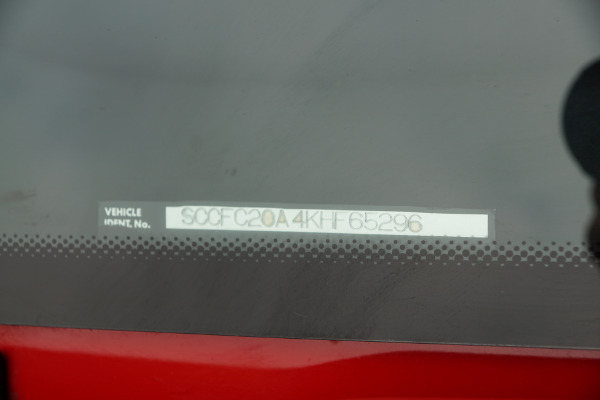 VEHICLE
IDENT. No.
SCCFC20A4KHF65296